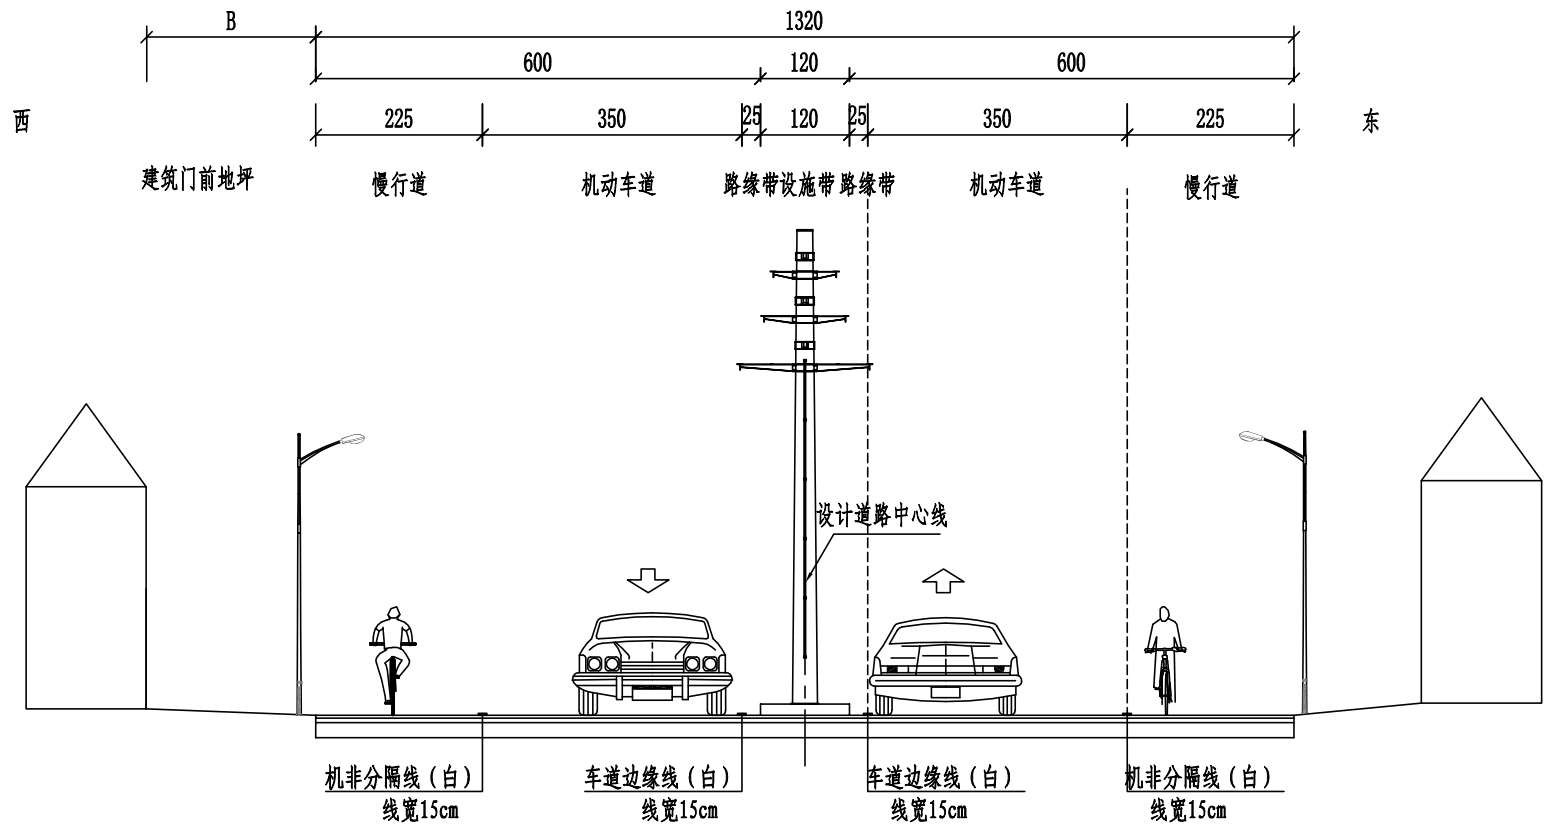 B
1320
600
120
600
西
225
350
25
120
25
350
225
东
建筑门前地坪
慢行道
机动车道
路缘带设施带 路缘带
机动车道
慢行道
设计道路中心线
机非分隔线（白）
线宽15cm
车道边缘线（白）
线宽15cm
车道边缘线（白）
线宽15cm
机非分隔线（白）
线宽15cm